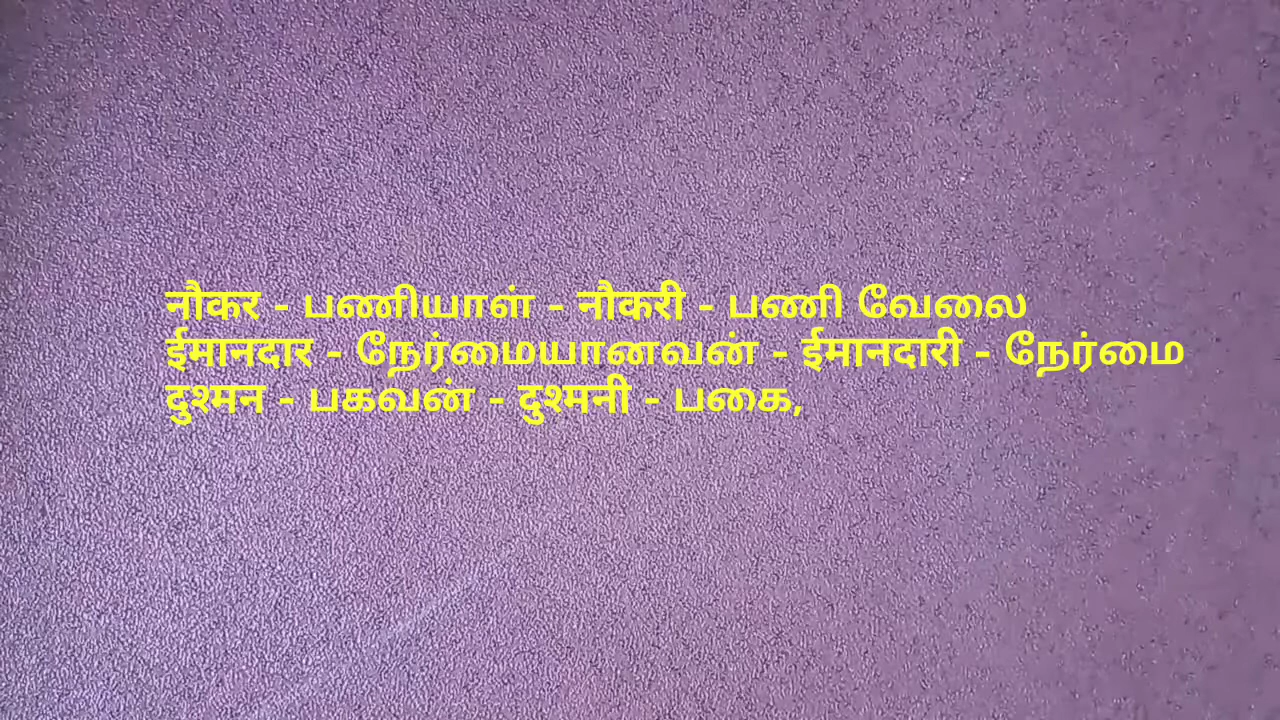 नौकर - பணியாள் - नौकरी - பணி வேலை
ईमानदार - நேர்மையானவன் - ईमानदारी - நேர்மை
दुश्मन - பகவன் - दुश्मनी - பகை,